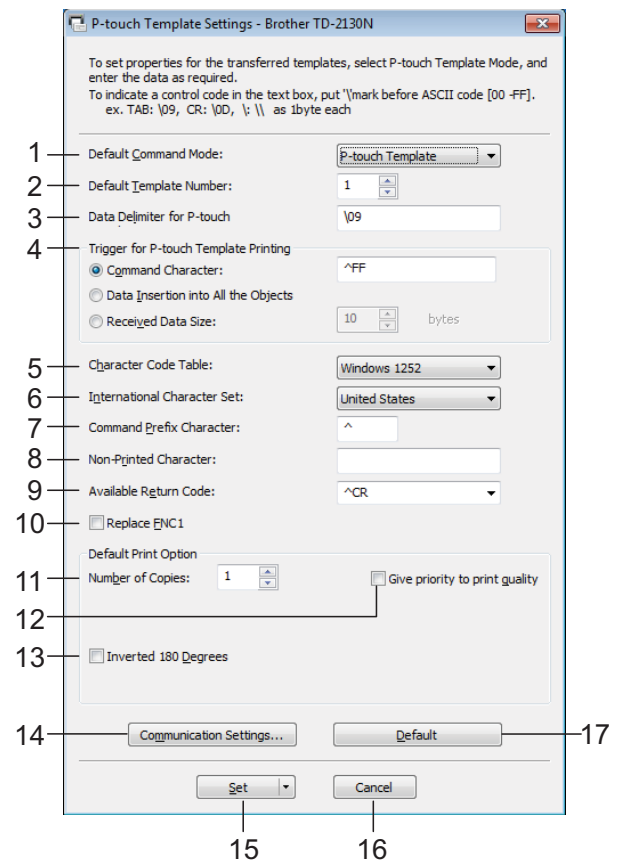 P-touch Template Settings - Brother TD-2130N
To set properties for the transferred templates, select P-touch Template Mode, and
enter the data as required.
To indicate a control code in the text box, put '\'mark before ASCII code [00 -FF].
ex. TAB: \09, CR: \0D, \: \\ as 1byte each
1 Default Command Mode: P-touch Template
2 Default Template Number: 1
3 Data Delimiter for P-touch \09
4 Trigger for P-touch Template Printing
Command Character: ^FF
Data Insertion into All the Objects
Received Data Size: 10 bytes
5 Character Code Table: Windows 1252
6 International Character Set: United States
7 Command Prefix Character: ^
8 Non-Printed Character:
9 Available Return Code: ^CR
10 Replace FNC1
Default Print Option
11 Number of Copies: 1 Give priority to print quality
12
13 Inverted 180 Degrees
14 Communication Settings... Default 17
Set Cancel
15 16